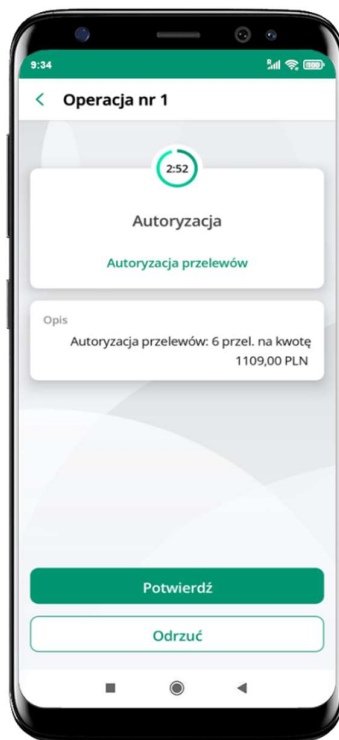 9:34
Operacja nr 1
2:52
Autoryzacja
Autoryzacja przelewów
Opis
Autoryzacja przelewów: 6 przel. na kwotę
1109,00 PLN
Potwierdź
Odrzuć